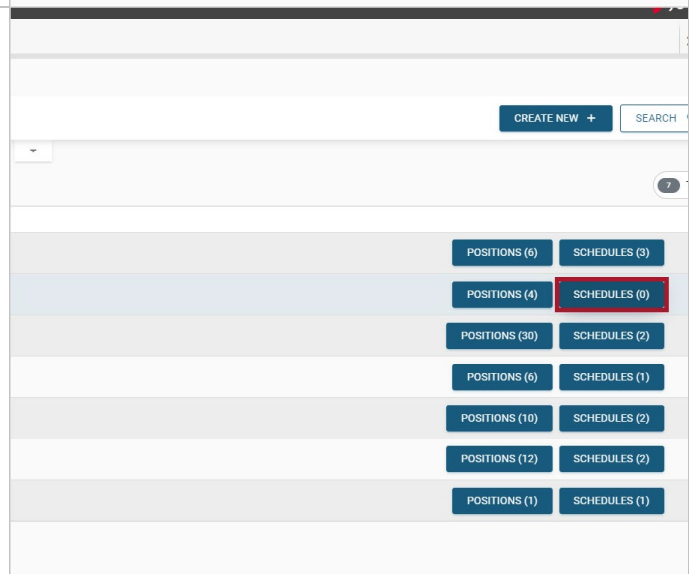 CREATE NEW +
SEARCH
7
POSITIONS (6) SCHEDULES (3)
POSITIONS (4) SCHEDULES (0)
POSITIONS (30) SCHEDULES (2)
POSITIONS (6) SCHEDULES (1)
POSITIONS (10) SCHEDULES (2)
POSITIONS (12) SCHEDULES (2)
POSITIONS (1) SCHEDULES (1)